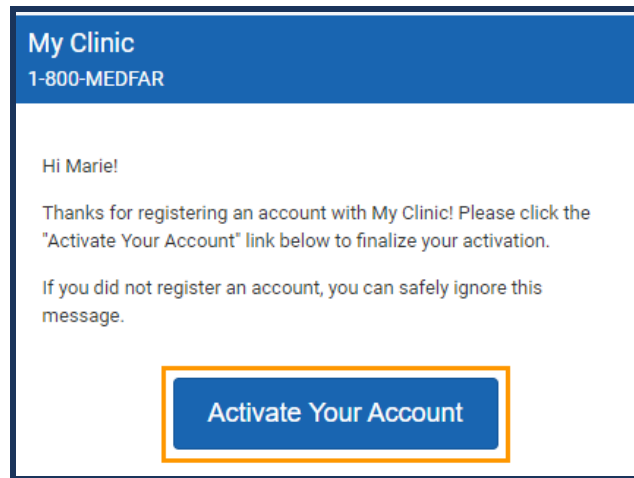 My Clinic
1-800-MEDFAR
Hi Marie!
Thanks for registering an account with My Clinic! Please click the
"Activate Your Account" link below to finalize your activation.
If you did not register an account, you can safely ignore this
message.
Activate Your Account